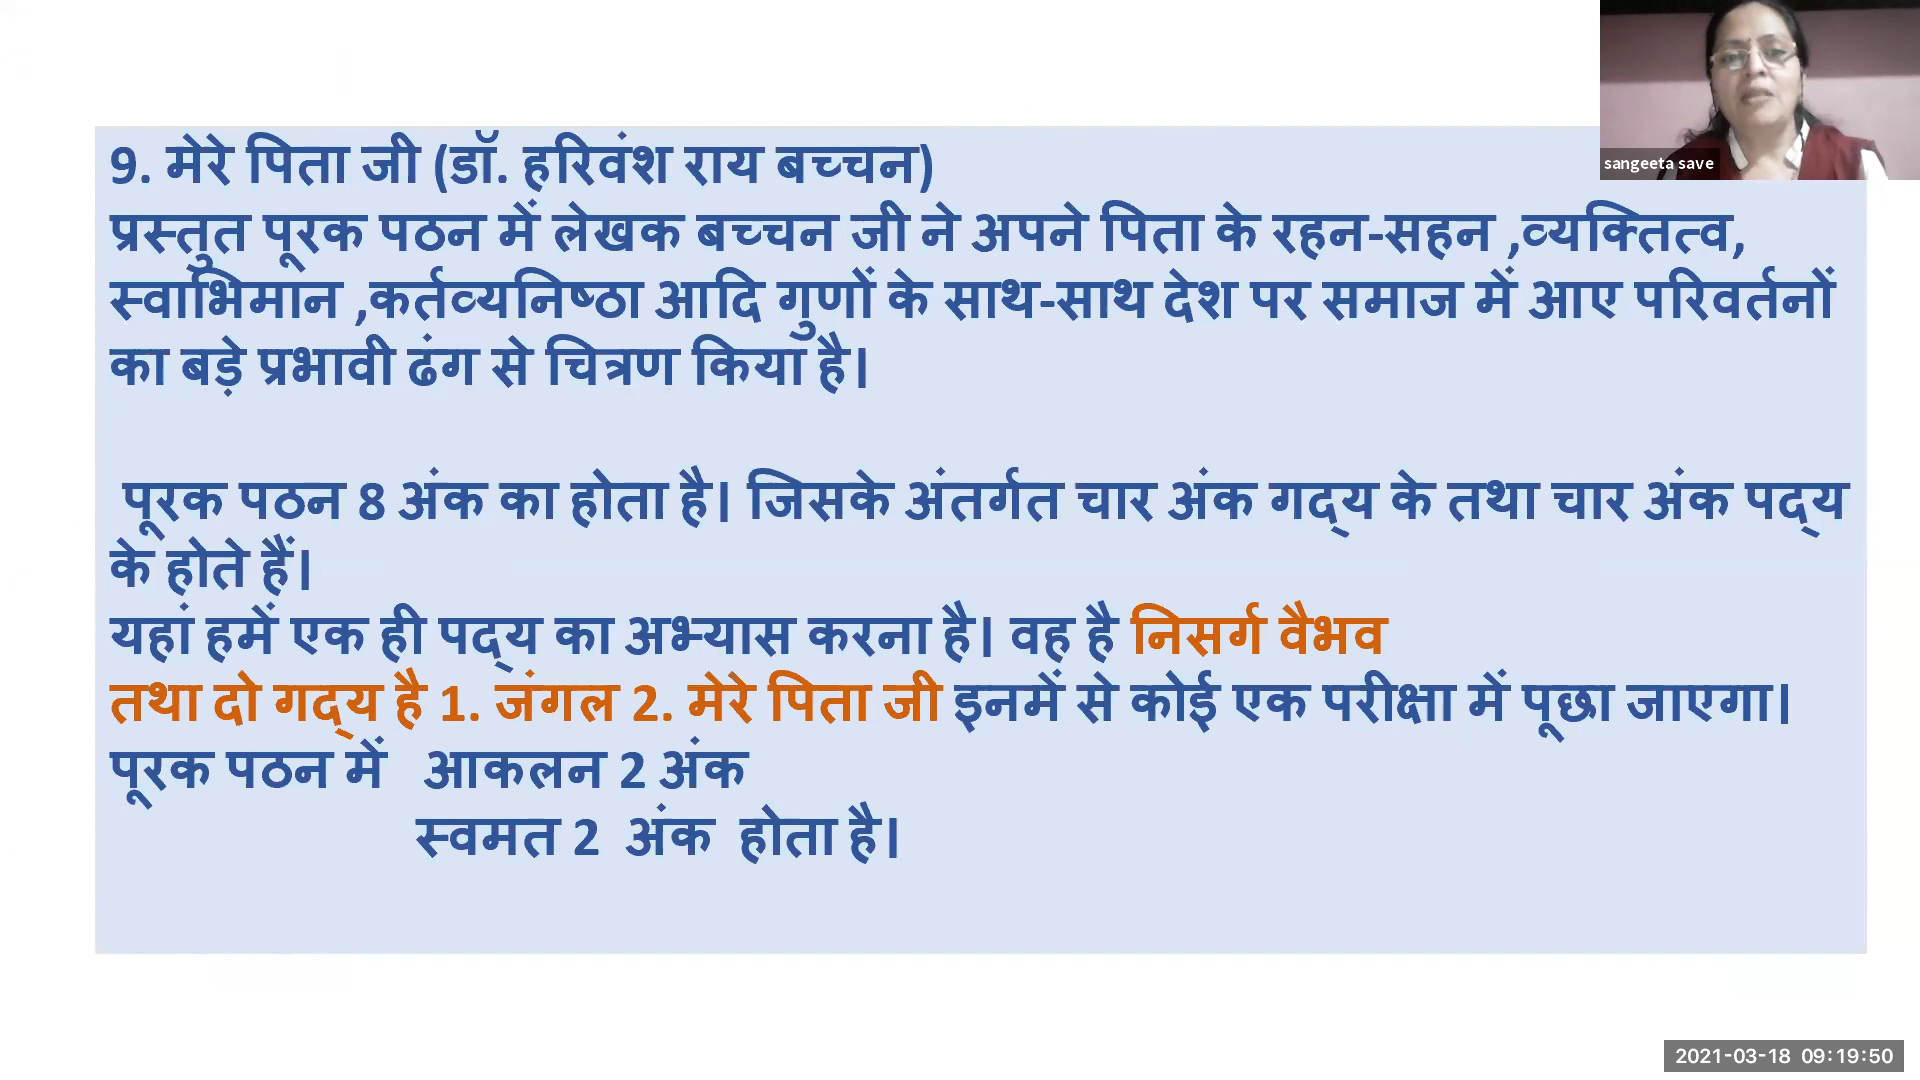 sangeeta save
9. मेरे पिता जी (डॉ. हरिवंश राय बच्चन)
प्रस्तुत पूरक पठन में लेखक बच्चन जी ने अपने पिता के रहन-सहन ,व्यक्तित्व,
स्वाभिमान ,कर्तव्यनिष्ठा आदि गुणों के साथ-साथ देश पर समाज में आए परिवर्तनों
का बड़े प्रभावी ढंग से चित्रण किया है।
पूरक पठन 8 अंक का होता है। जिसके अंतर्गत चार अंक गद्‌य के तथा चार अंक पद्‌य
के होते हैं।
यहां हमें एक ही पद्‌य का अभ्यास करना है। वह है निसर्ग वैभव
तथा दो गद्‌य है 1. जंगल 2. मेरे पिता जी इनमें से कोई एक परीक्षा में पूछा जाएगा।
पूरक पठन में आकलन 2 अंक
स्वमत 2 अंक होता है।
2021-03-18 09:19:50